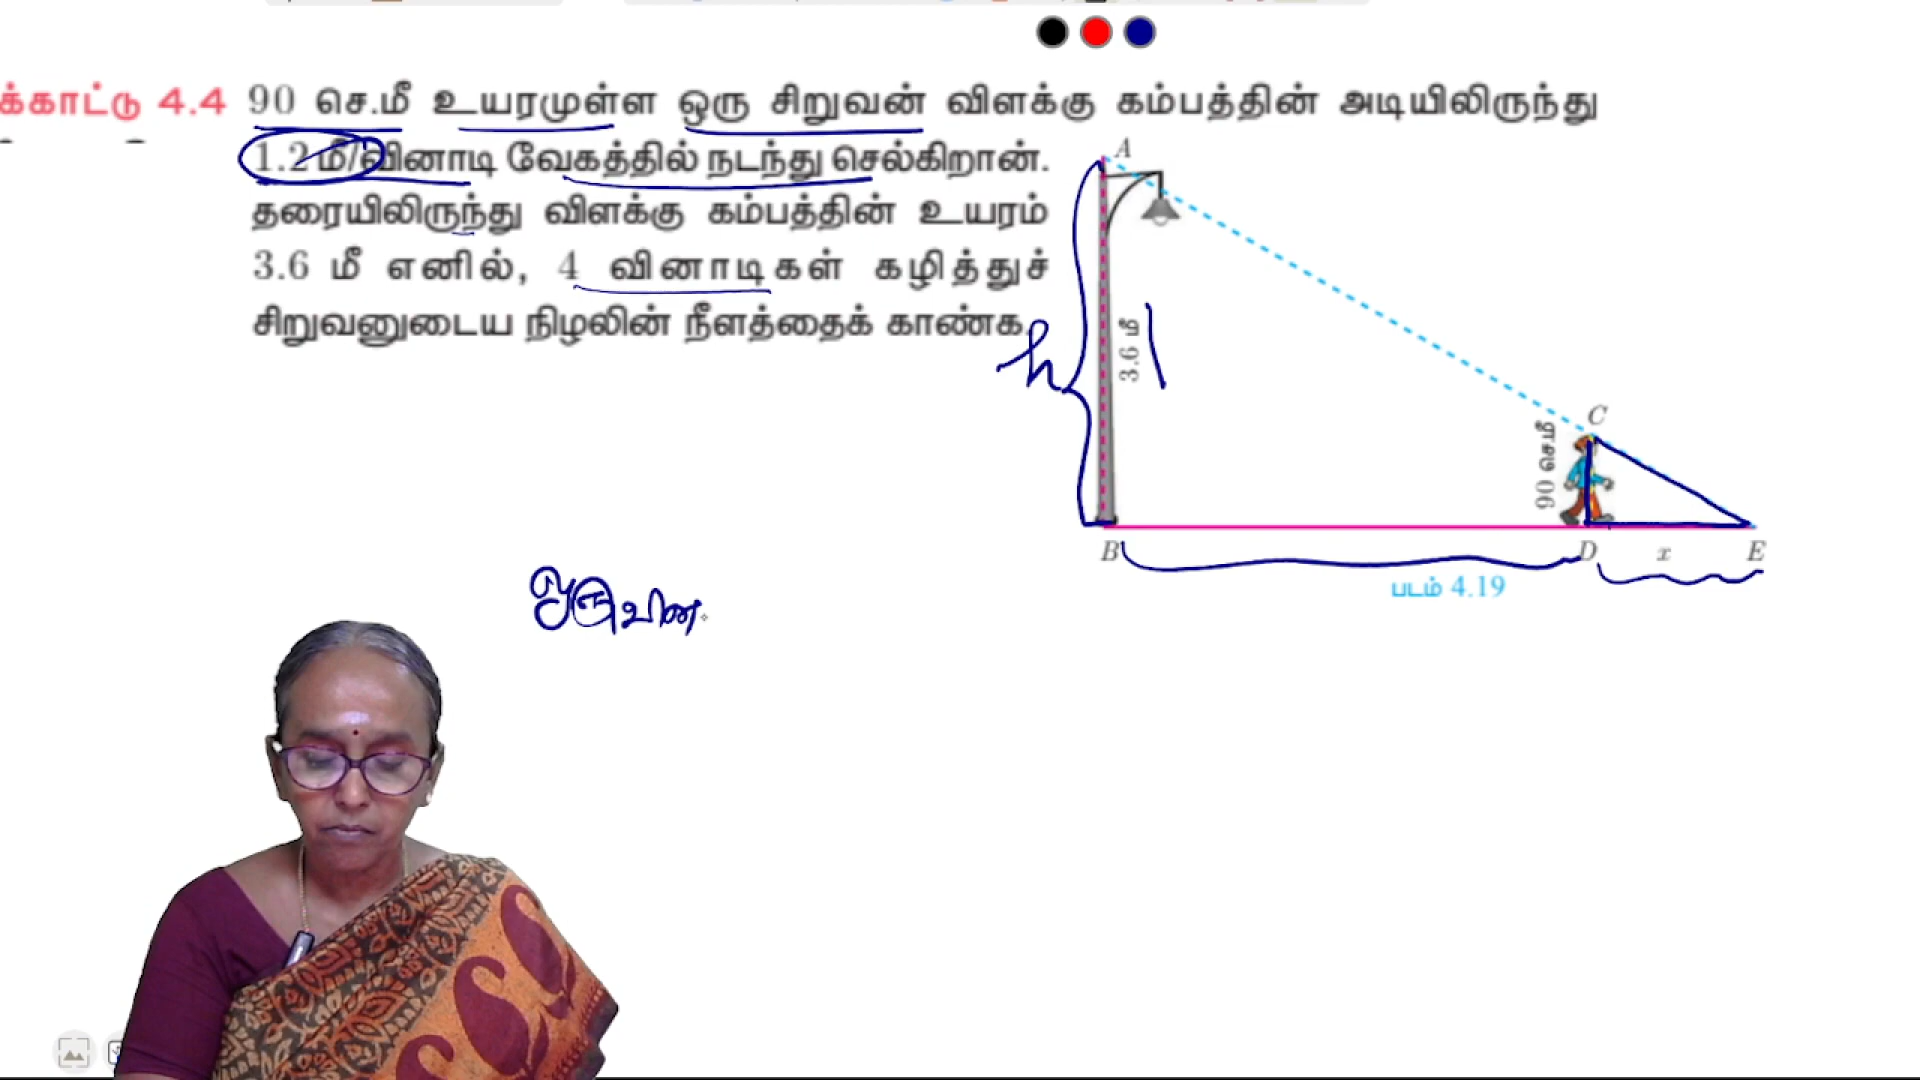 க்காட்டு 4.4 90 செ.மீ உயரமுள்ள ஒரு சிறுவன் விளக்கு கம்பத்தின் அடியிலிருந்து
1.2 மீ/வினாடி வேகத்தில் நடந்து செல்கிறான்.
தரையிலிருந்து விளக்கு கம்பத்தின் உயரம்
3.6 மீ எனில், 4 வினாடிகள் கழித்துச்
சிறுவனுடைய நிழலின் நீளத்தைக் காண்க.
A
h
3.6 மீ
C
90 செமீ
B D x E
படம் 4.19